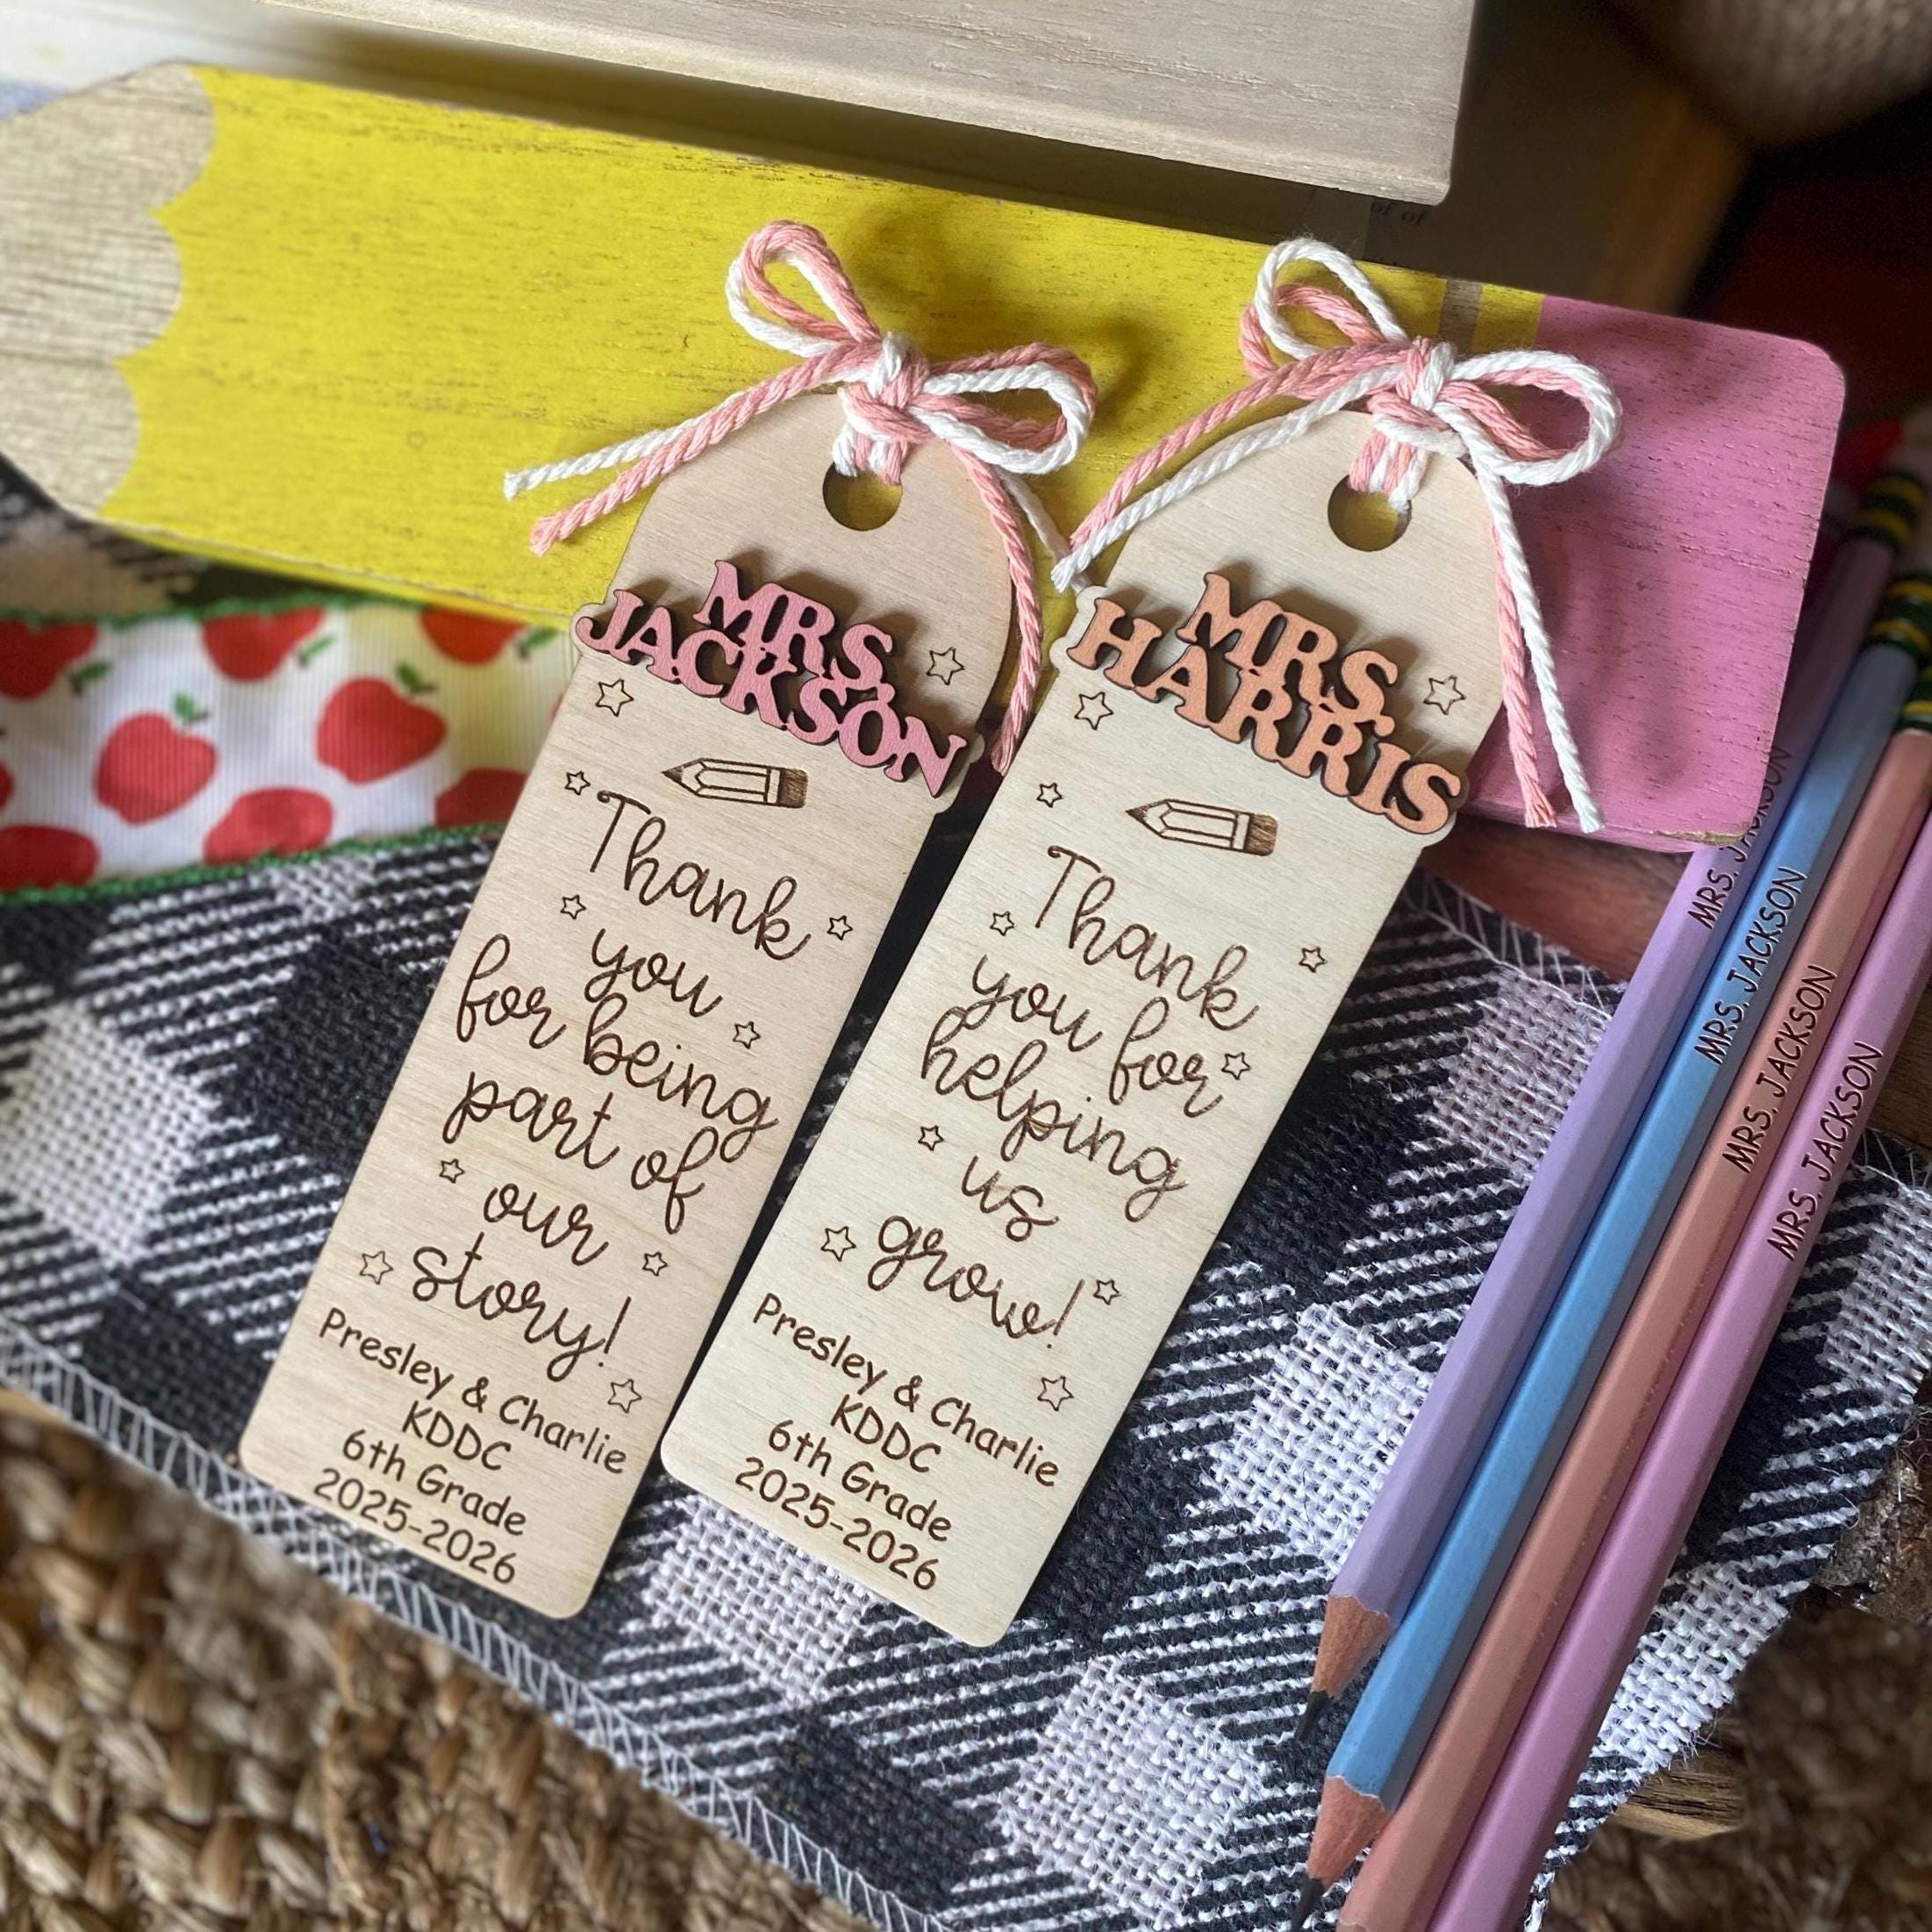 of of
MRS.
JACKSON
Thank
you
for being
part of
our
story!
Presley & Charlie
KDDC
6th Grade
2025-2026
MRS.
HARRIS
Thank
you for
helping
us
grow!
Presley & Charlie
KDDC
6th Grade
2025-2026
MRS. JACKSON
MRS. JACKSON
MRS. JACKSON
MRS. JACKSON